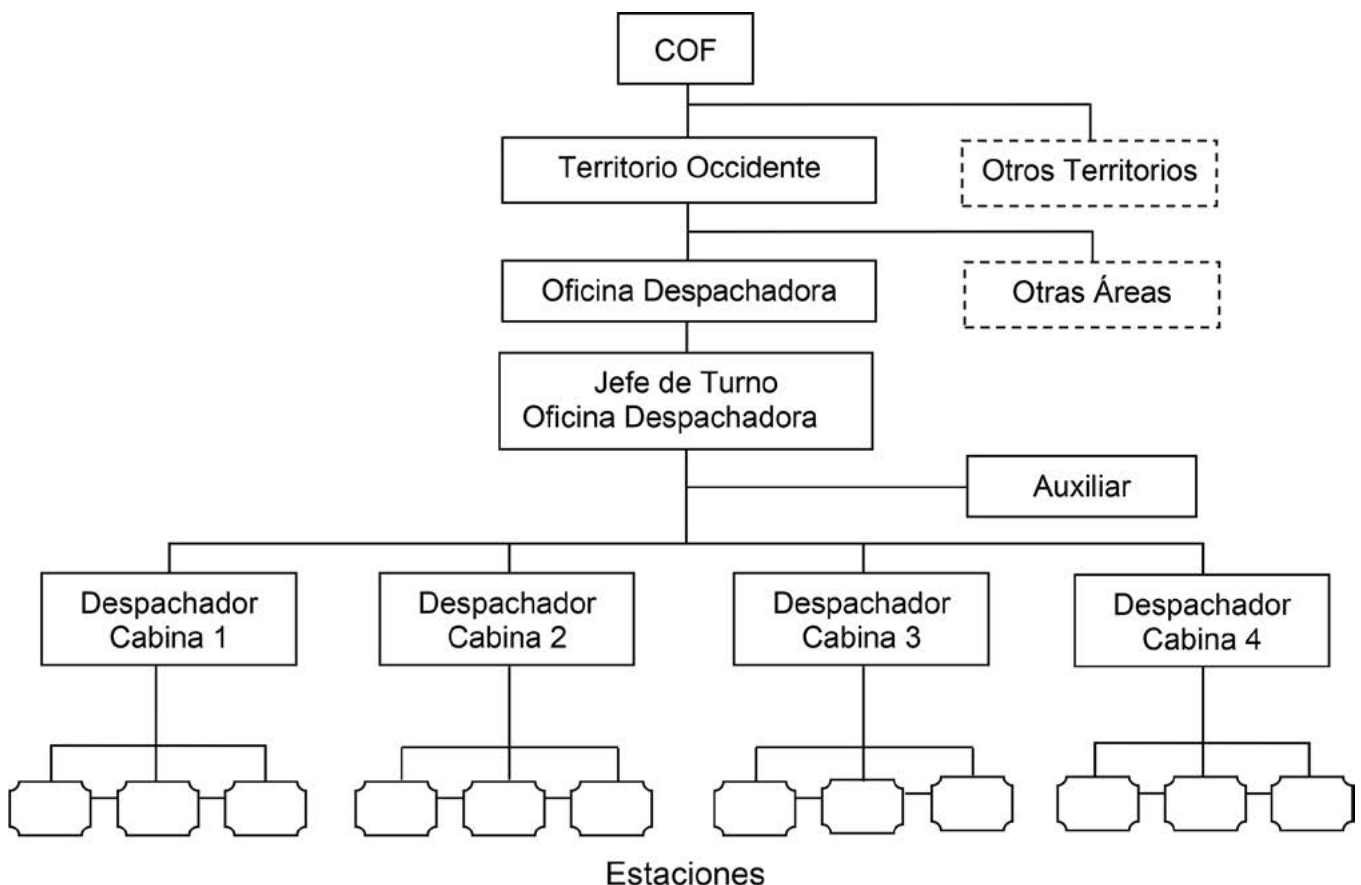 COF
Territorio Occidente
Otros Territorios
Oficina Despachadora
Otras Áreas
Jefe de Turno
Oficina Despachadora
Auxiliar
Despachador
Cabina 1
Despachador
Cabina 2
Despachador
Cabina 3
Despachador
Cabina 4
Estaciones